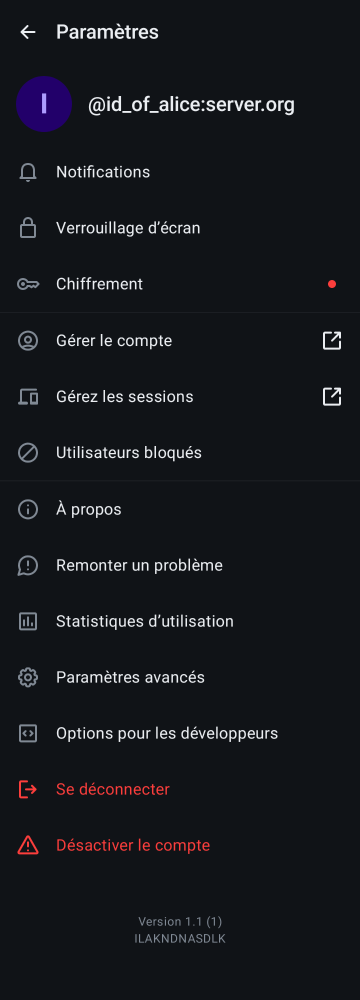 Paramètres
I
@id_of_alice:server.org
Notifications
Verrouillage d’écran
Chiffrement
Gérer le compte
Gérez les sessions
Utilisateurs bloqués
À propos
Remonter un problème
Statistiques d’utilisation
Paramètres avancés
Options pour les développeurs
Se déconnecter
Désactiver le compte
Version 1.1 (1)
ILAKNDNASDLK